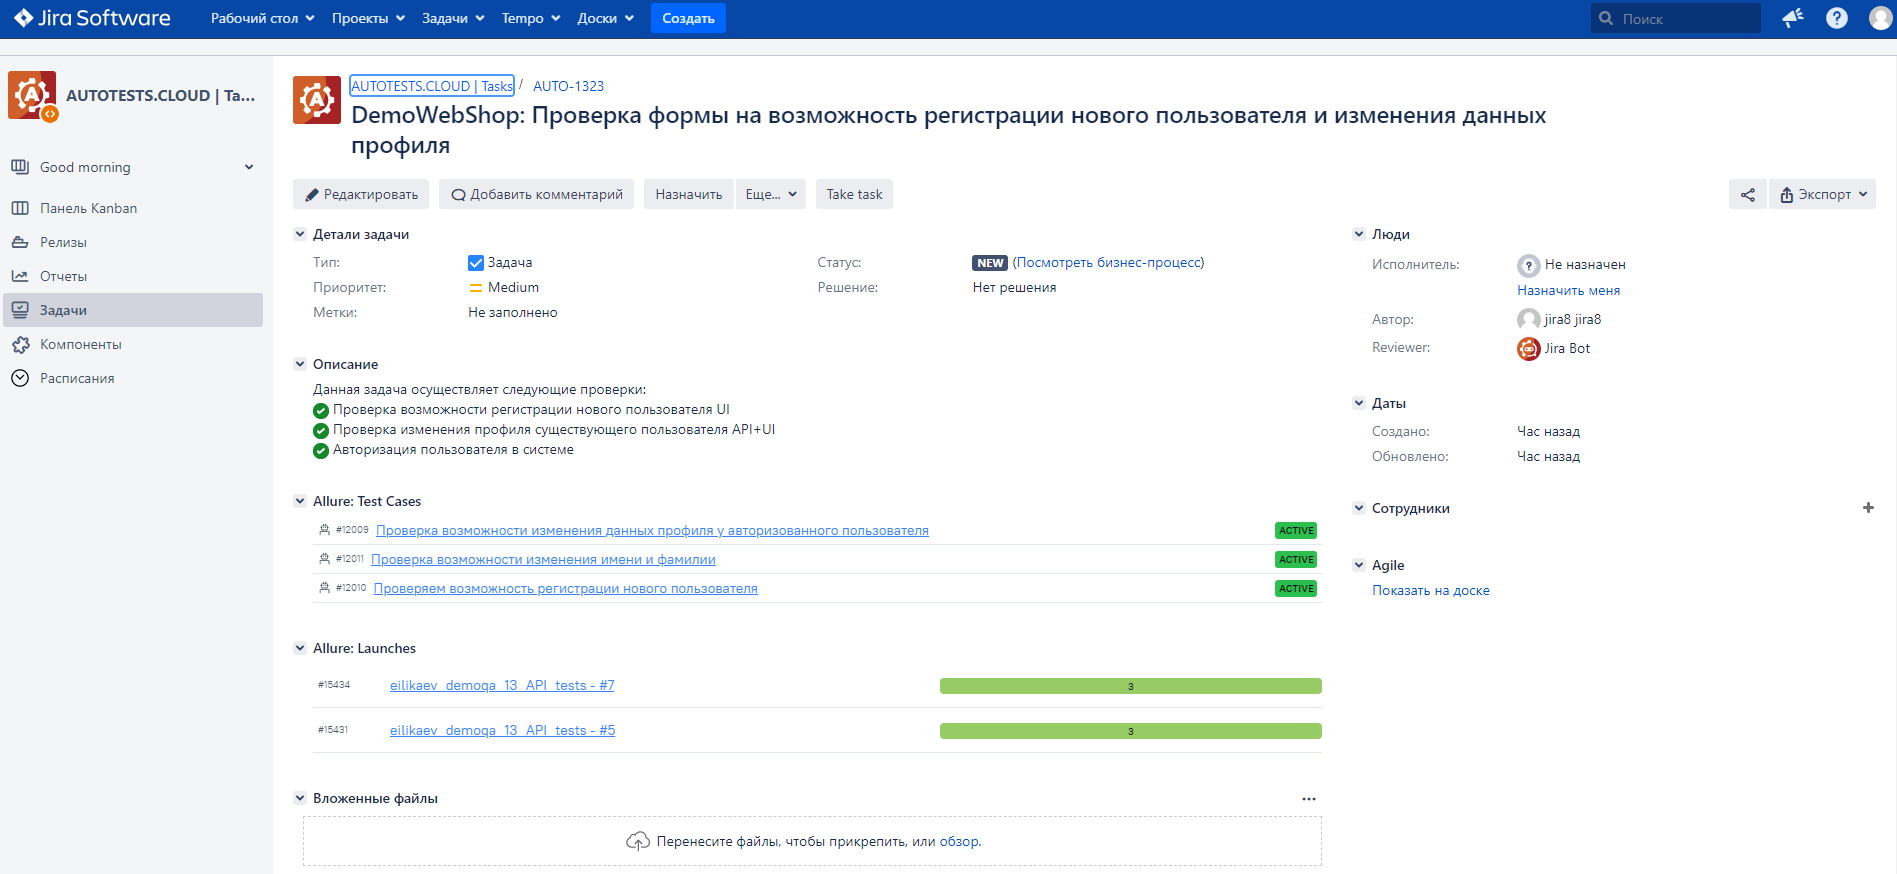 Jira Software Рабочий стол Проекты Задачи Tempo Доски Создать Поиск
AUTOTESTS.CLOUD | Ta...
Good morning
Панель Kanban
Релизы
Отчеты
Задачи
Компоненты
Расписания
AUTOTESTS.CLOUD | Tasks / AUTO-1323
DemoWebShop: Проверка формы на возможность регистрации нового пользователя и изменения данных
профиля
Редактировать Добавить комментарий Назначить Еще... Take task Экспорт
Детали задачи
Тип: Задача Статус: NEW (Посмотреть бизнес-процесс)
Приоритет: Medium Решение: Нет решения
Метки: Не заполнено
Описание
Данная задача осуществляет следующие проверки:
Проверка возможности регистрации нового пользователя UI
Проверка изменения профиля существующего пользователя API+UI
Авторизация пользователя в системе
Allure: Test Cases
#12009 Проверка возможности изменения данных профиля у авторизованного пользователя ACTIVE
#12011 Проверка возможности изменения имени и фамилии ACTIVE
#12010 Проверяем возможность регистрации нового пользователя ACTIVE
Allure: Launches
#15434 eilikaev_demoqa_13_API_tests - #7 3
#15431 eilikaev_demoqa_13_API_tests - #5 3
Вложенные файлы
Перенесите файлы, чтобы прикрепить, или обзор.
Люди
Исполнитель: Не назначен
Назначить меня
Автор: jira8 jira8
Reviewer: Jira Bot
Даты
Создано: Час назад
Обновлено: Час назад
Сотрудники
Agile
Показать на доске